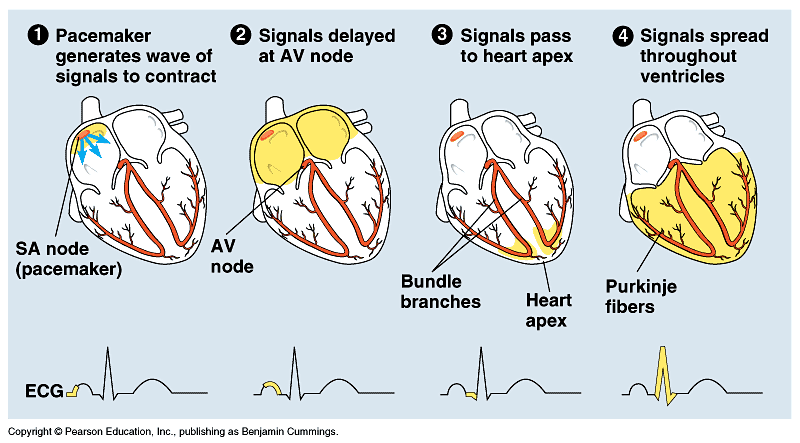 1 Pacemaker
generates wave of
signals to contract
2 Signals delayed
at AV node
3 Signals pass
to heart apex
4 Signals spread
throughout
ventricles
SA node
(pacemaker)
AV
node
Bundle
branches
Heart
apex
Purkinje
fibers
ECG
Copyright © Pearson Education, Inc., publishing as Benjamin Cummings.